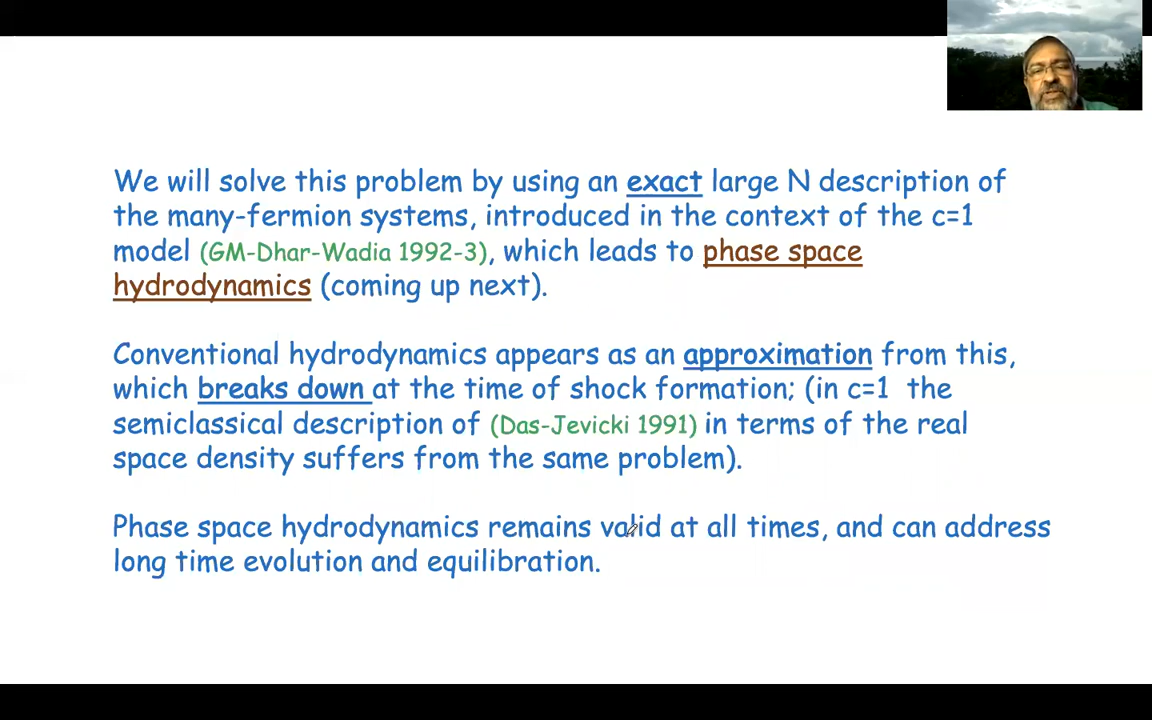 We will solve this problem by using an exact large N description of
the many-fermion systems, introduced in the context of the c=1
model (GM-Dhar-Wadia 1992-3), which leads to phase space
hydrodynamics (coming up next).
Conventional hydrodynamics appears as an approximation from this,
which breaks down at the time of shock formation; (in c=1 the
semiclassical description of (Das-Jevicki 1991) in terms of the real
space density suffers from the same problem).
Phase space hydrodynamics remains valid at all times, and can address
long time evolution and equilibration.